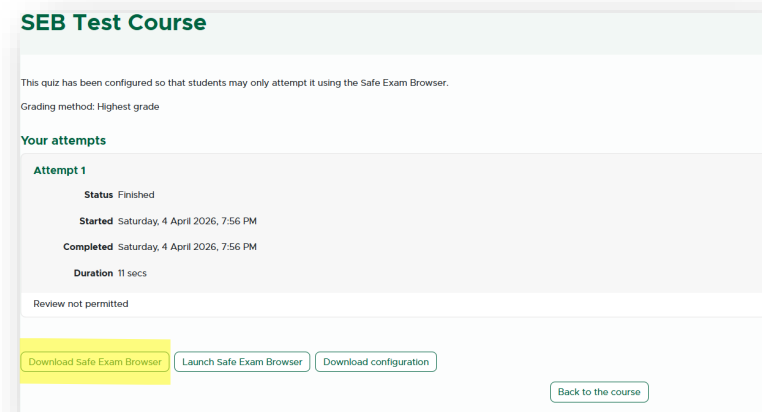 SEB Test Course
This quiz has been configured so that students may only attempt it using the Safe Exam Browser.
Grading method: Highest grade
Your attempts
Attempt 1
Status Finished
Started Saturday, 4 April 2026, 7:56 PM
Completed Saturday, 4 April 2026, 7:56 PM
Duration 11 secs
Review not permitted
Download Safe Exam Browser Launch Safe Exam Browser Download configuration
Back to the course